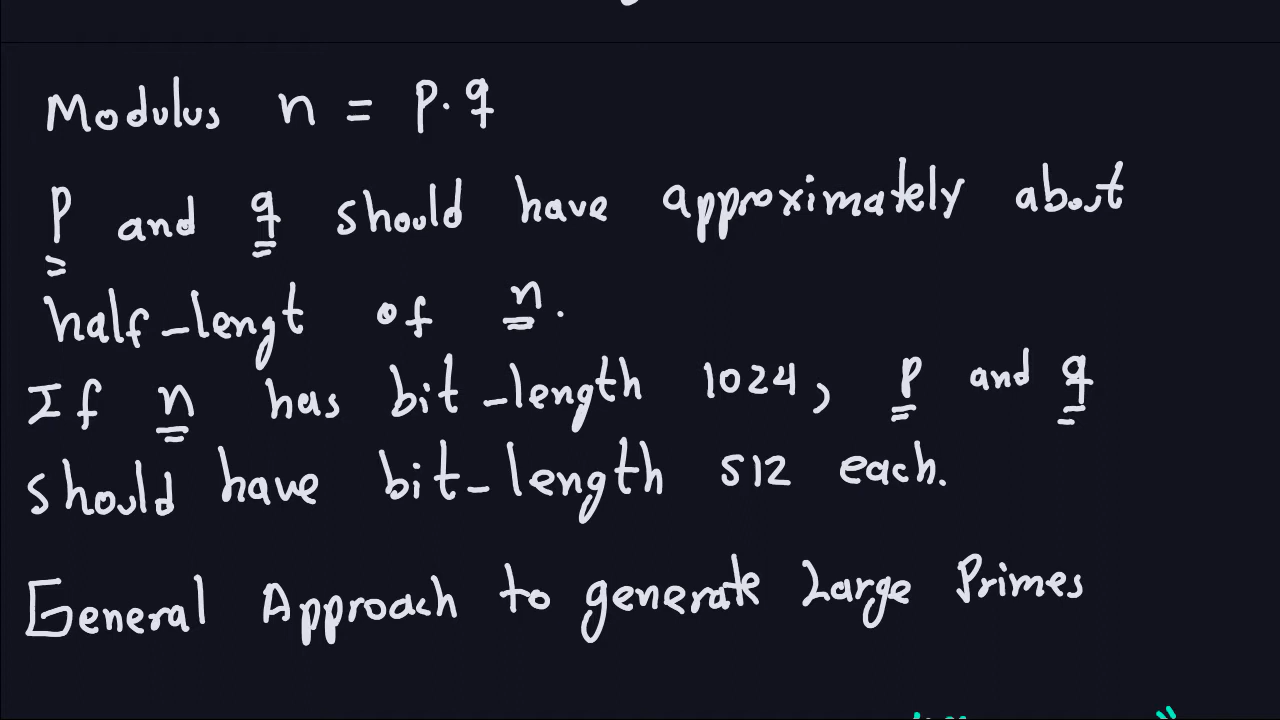 Modulus n = p. q
p and q should have approximately about
half-lengt of n.
If n has bit-length 1024, p and q
should have bit-length 512 each.
General Approach to generate Large Primes